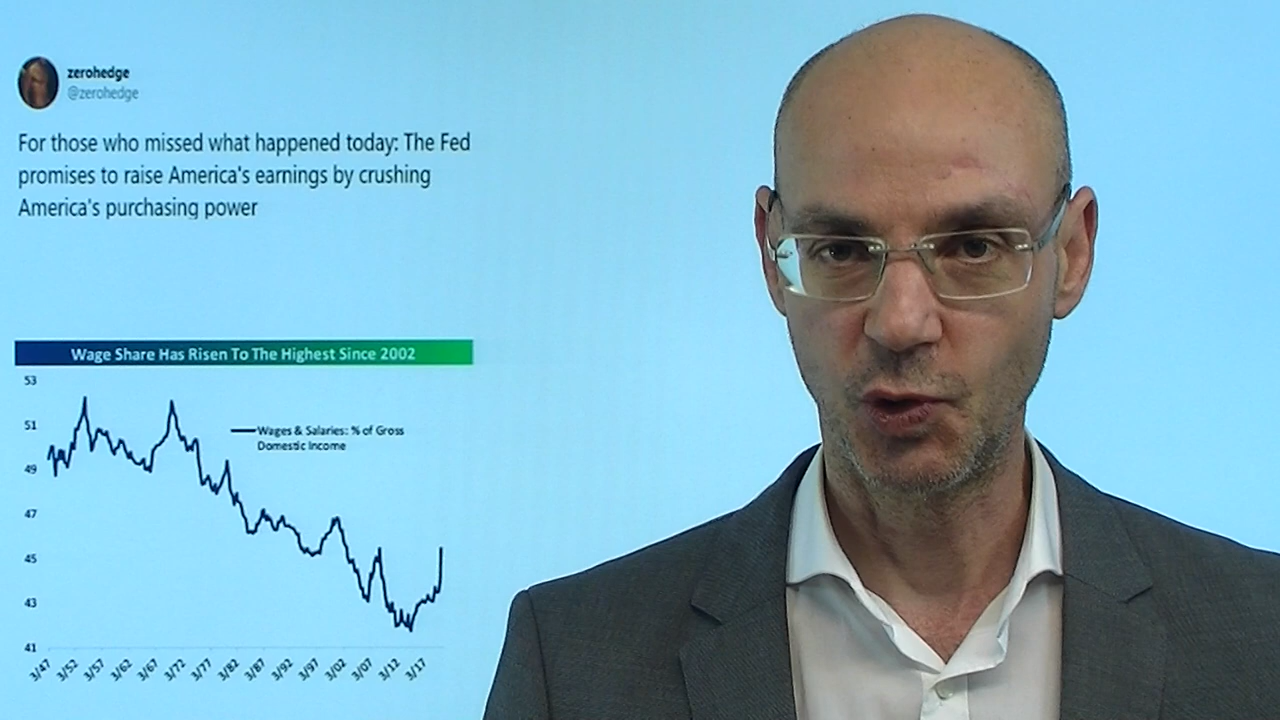 zerohedge
@zerohedge
For those who missed what happened today: The Fed
promises to raise America's earnings by crushing
America's purchasing power
Wage Share Has Risen To The Highest Since 2002
53
51
49
47
45
43
41
Wages & Salaries: % of Gross
Domestic Income
3/47
3/52
3/57
3/62
3/67
3/72
3/77
3/82
3/87
3/92
3/97
3/02
3/07
3/12
3/17